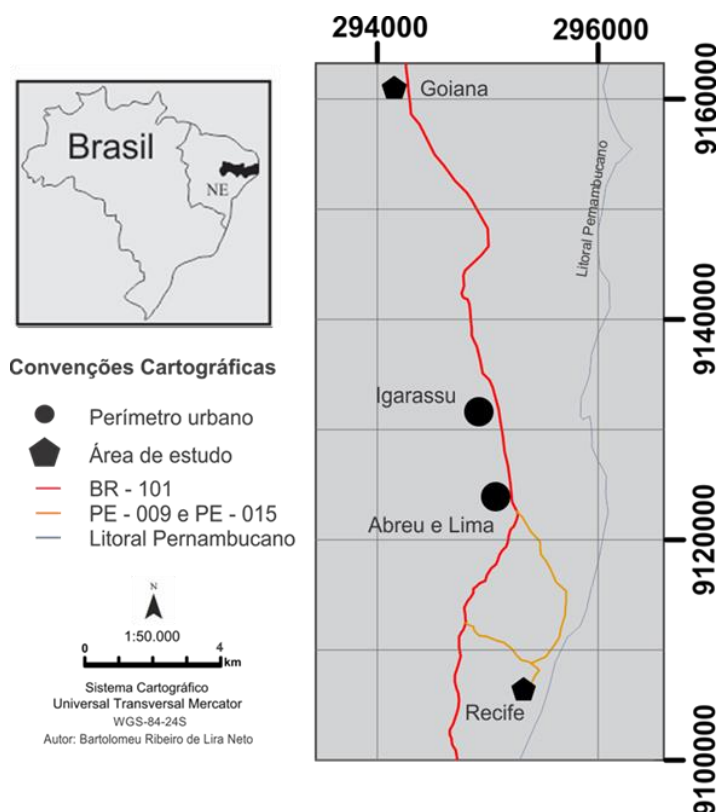 294000
296000
Brasil
NE
Convenções Cartográficas
Perímetro urbano
Área de estudo
BR - 101
PE - 009 e PE - 015
Litoral Pernambucano
N
1:50.000
0
4
km
Sistema Cartográfico
Universal Transversal Mercator
WGS-84-24S
Autor: Bartolomeu Ribeiro de Lira Neto
Goiana
Litoral Pernambucano
Igarassu
Abreu e Lima
Recife
9160000
9140000
9120000
9100000